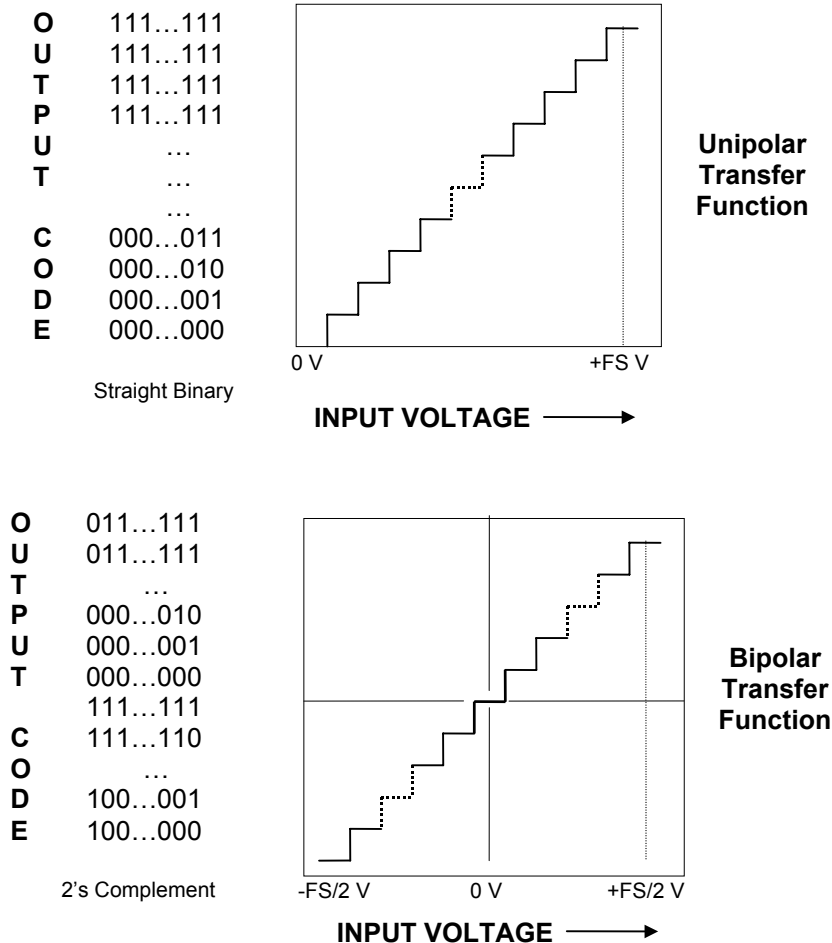 O 111…111
U 111…111
T 111…111
P 111…111
U …
T …
…
C 000…011
O 000…010
D 000…001
E 000…000
Straight Binary
0 V +FS V
INPUT VOLTAGE
Unipolar
Transfer
Function
O 011…111
U 011…111
T …
P 000…010
U 000…001
T 000…000
111…111
C 111…110
O …
D 100…001
E 100…000
2's Complement
-FS/2 V 0 V +FS/2 V
INPUT VOLTAGE
Bipolar
Transfer
Function